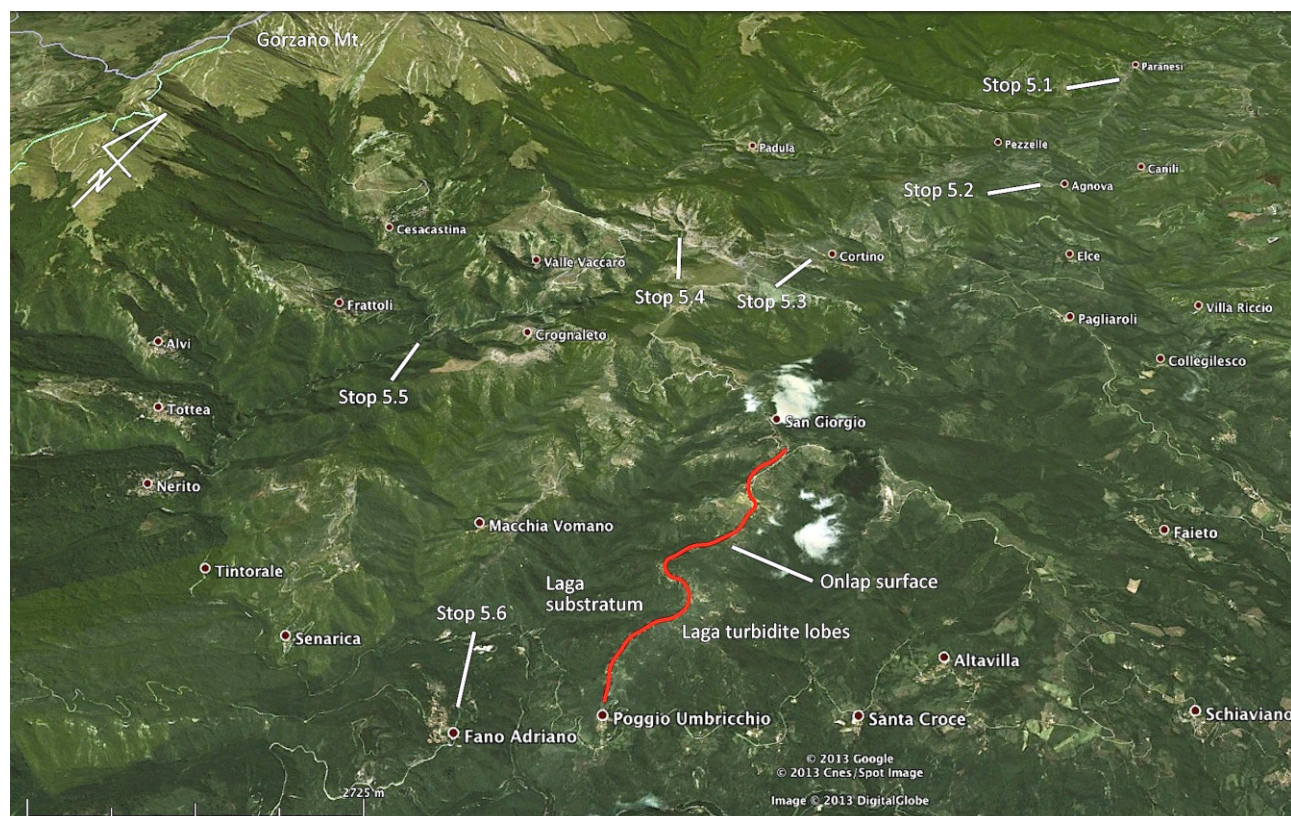 Gorzano Mt.
Paranesi
Stop 5.1
Padula
Pezzelle
Canili
Stop 5.2
Agnova
Cesacastina
Valle Vaccaro
Cortino
Elce
Stop 5.4
Stop 5.3
Frattoli
Villa Riccio
Pagliaroli
Crognaleto
Alvi
Collegilesco
Stop 5.5
Tottea
San Giorgio
Nerito
Macchia Vomano
Faieto
Tintorale
Onlap surface
Laga
substratum
Stop 5.6
Senarica
Laga turbidite lobes
Altavilla
Poggio Umbricchio
Santa Croce
Schiaviano
Fano Adriano
© 2013 Google
© 2013 Cnes/Spot Image
2725 m
Image © 2013 DigitalGlobe
N